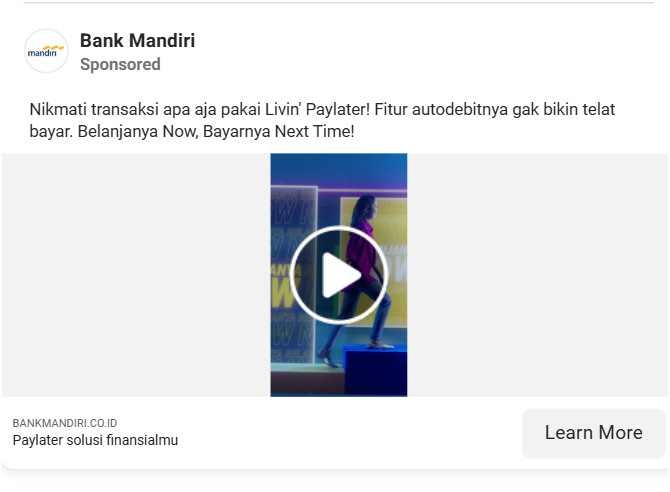 mandiri
Bank Mandiri
Sponsored
Nikmati transaksi apa aja pakai Livin' Paylater! Fitur autodebitnya gak bikin telat
bayar. Belanjanya Now, Bayarnya Next Time!
BANKMANDIRI.CO.ID
Paylater solusi finansialmu
Learn More